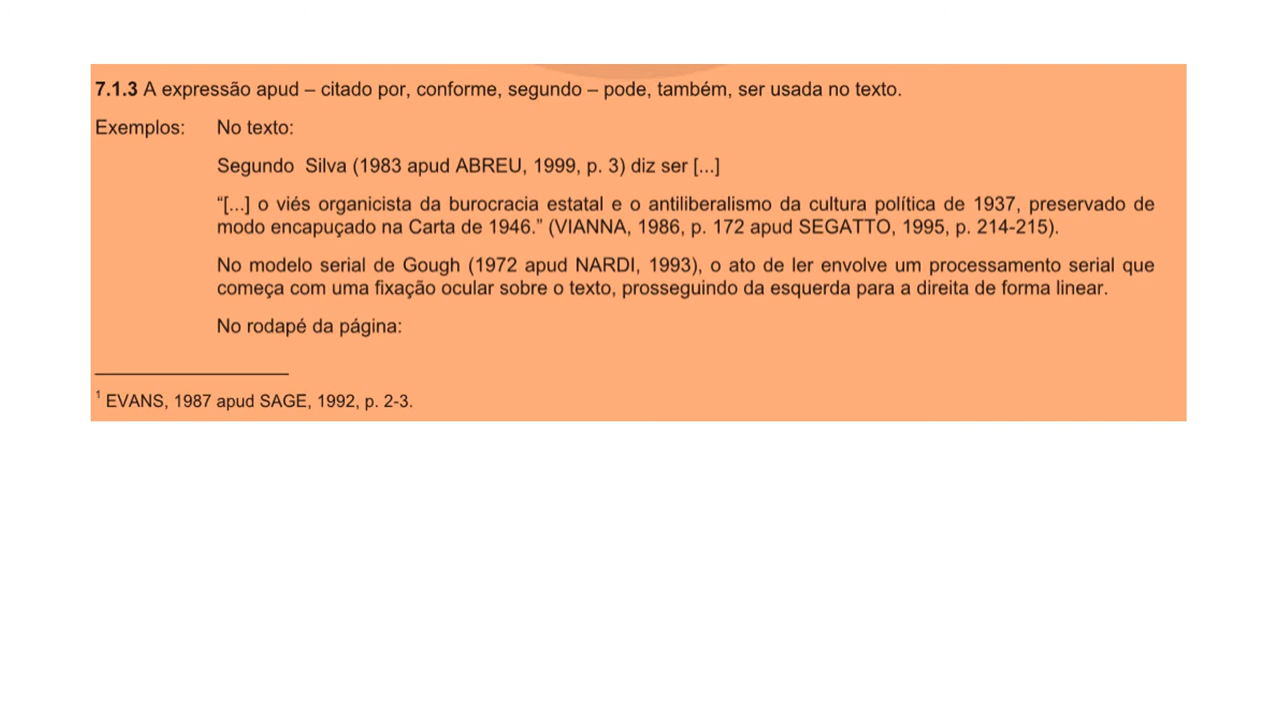 7.1.3 A expressão apud – citado por, conforme, segundo – pode, também, ser usada no texto.
Exemplos: No texto:
Segundo Silva (1983 apud ABREU, 1999, p. 3) diz ser [...]
“[...] o viés organicista da burocracia estatal e o antiliberalismo da cultura política de 1937, preservado de
modo encapuçado na Carta de 1946.” (VIANNA, 1986, p. 172 apud SEGATTO, 1995, p. 214-215).
No modelo serial de Gough (1972 apud NARDI, 1993), o ato de ler envolve um processamento serial que
começa com uma fixação ocular sobre o texto, prosseguindo da esquerda para a direita de forma linear.
No rodapé da página:
1 EVANS, 1987 apud SAGE, 1992, p. 2-3.